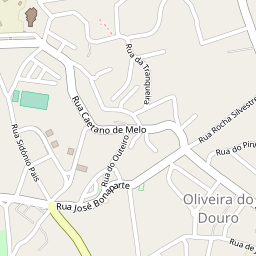 Rua da Tranqueira
Rua Caetano de Melo
Rua Rocha Silvestre
Rua Sidónio Pais
Rua do Outeiro
Rua do Pin
Rua José Bonaparte
Oliveira do
Douro
Rua de